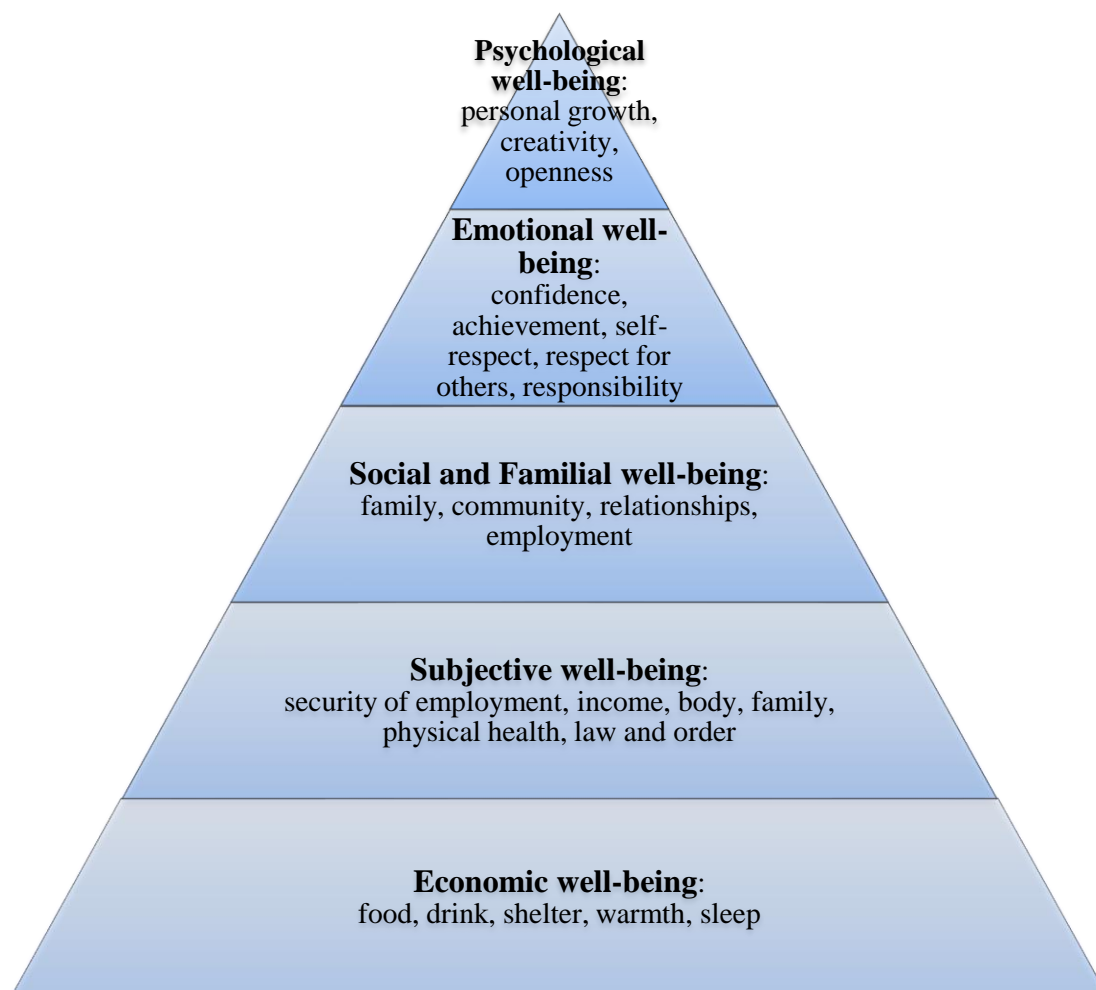 Psychological
well-being:
personal growth,
creativity,
openness
Emotional well-
being:
confidence,
achievement, self-
respect, respect for
others, responsibility
Social and Familial well-being:
family, community, relationships,
employment
Subjective well-being:
security of employment, income, body, family,
physical health, law and order
Economic well-being:
food, drink, shelter, warmth, sleep